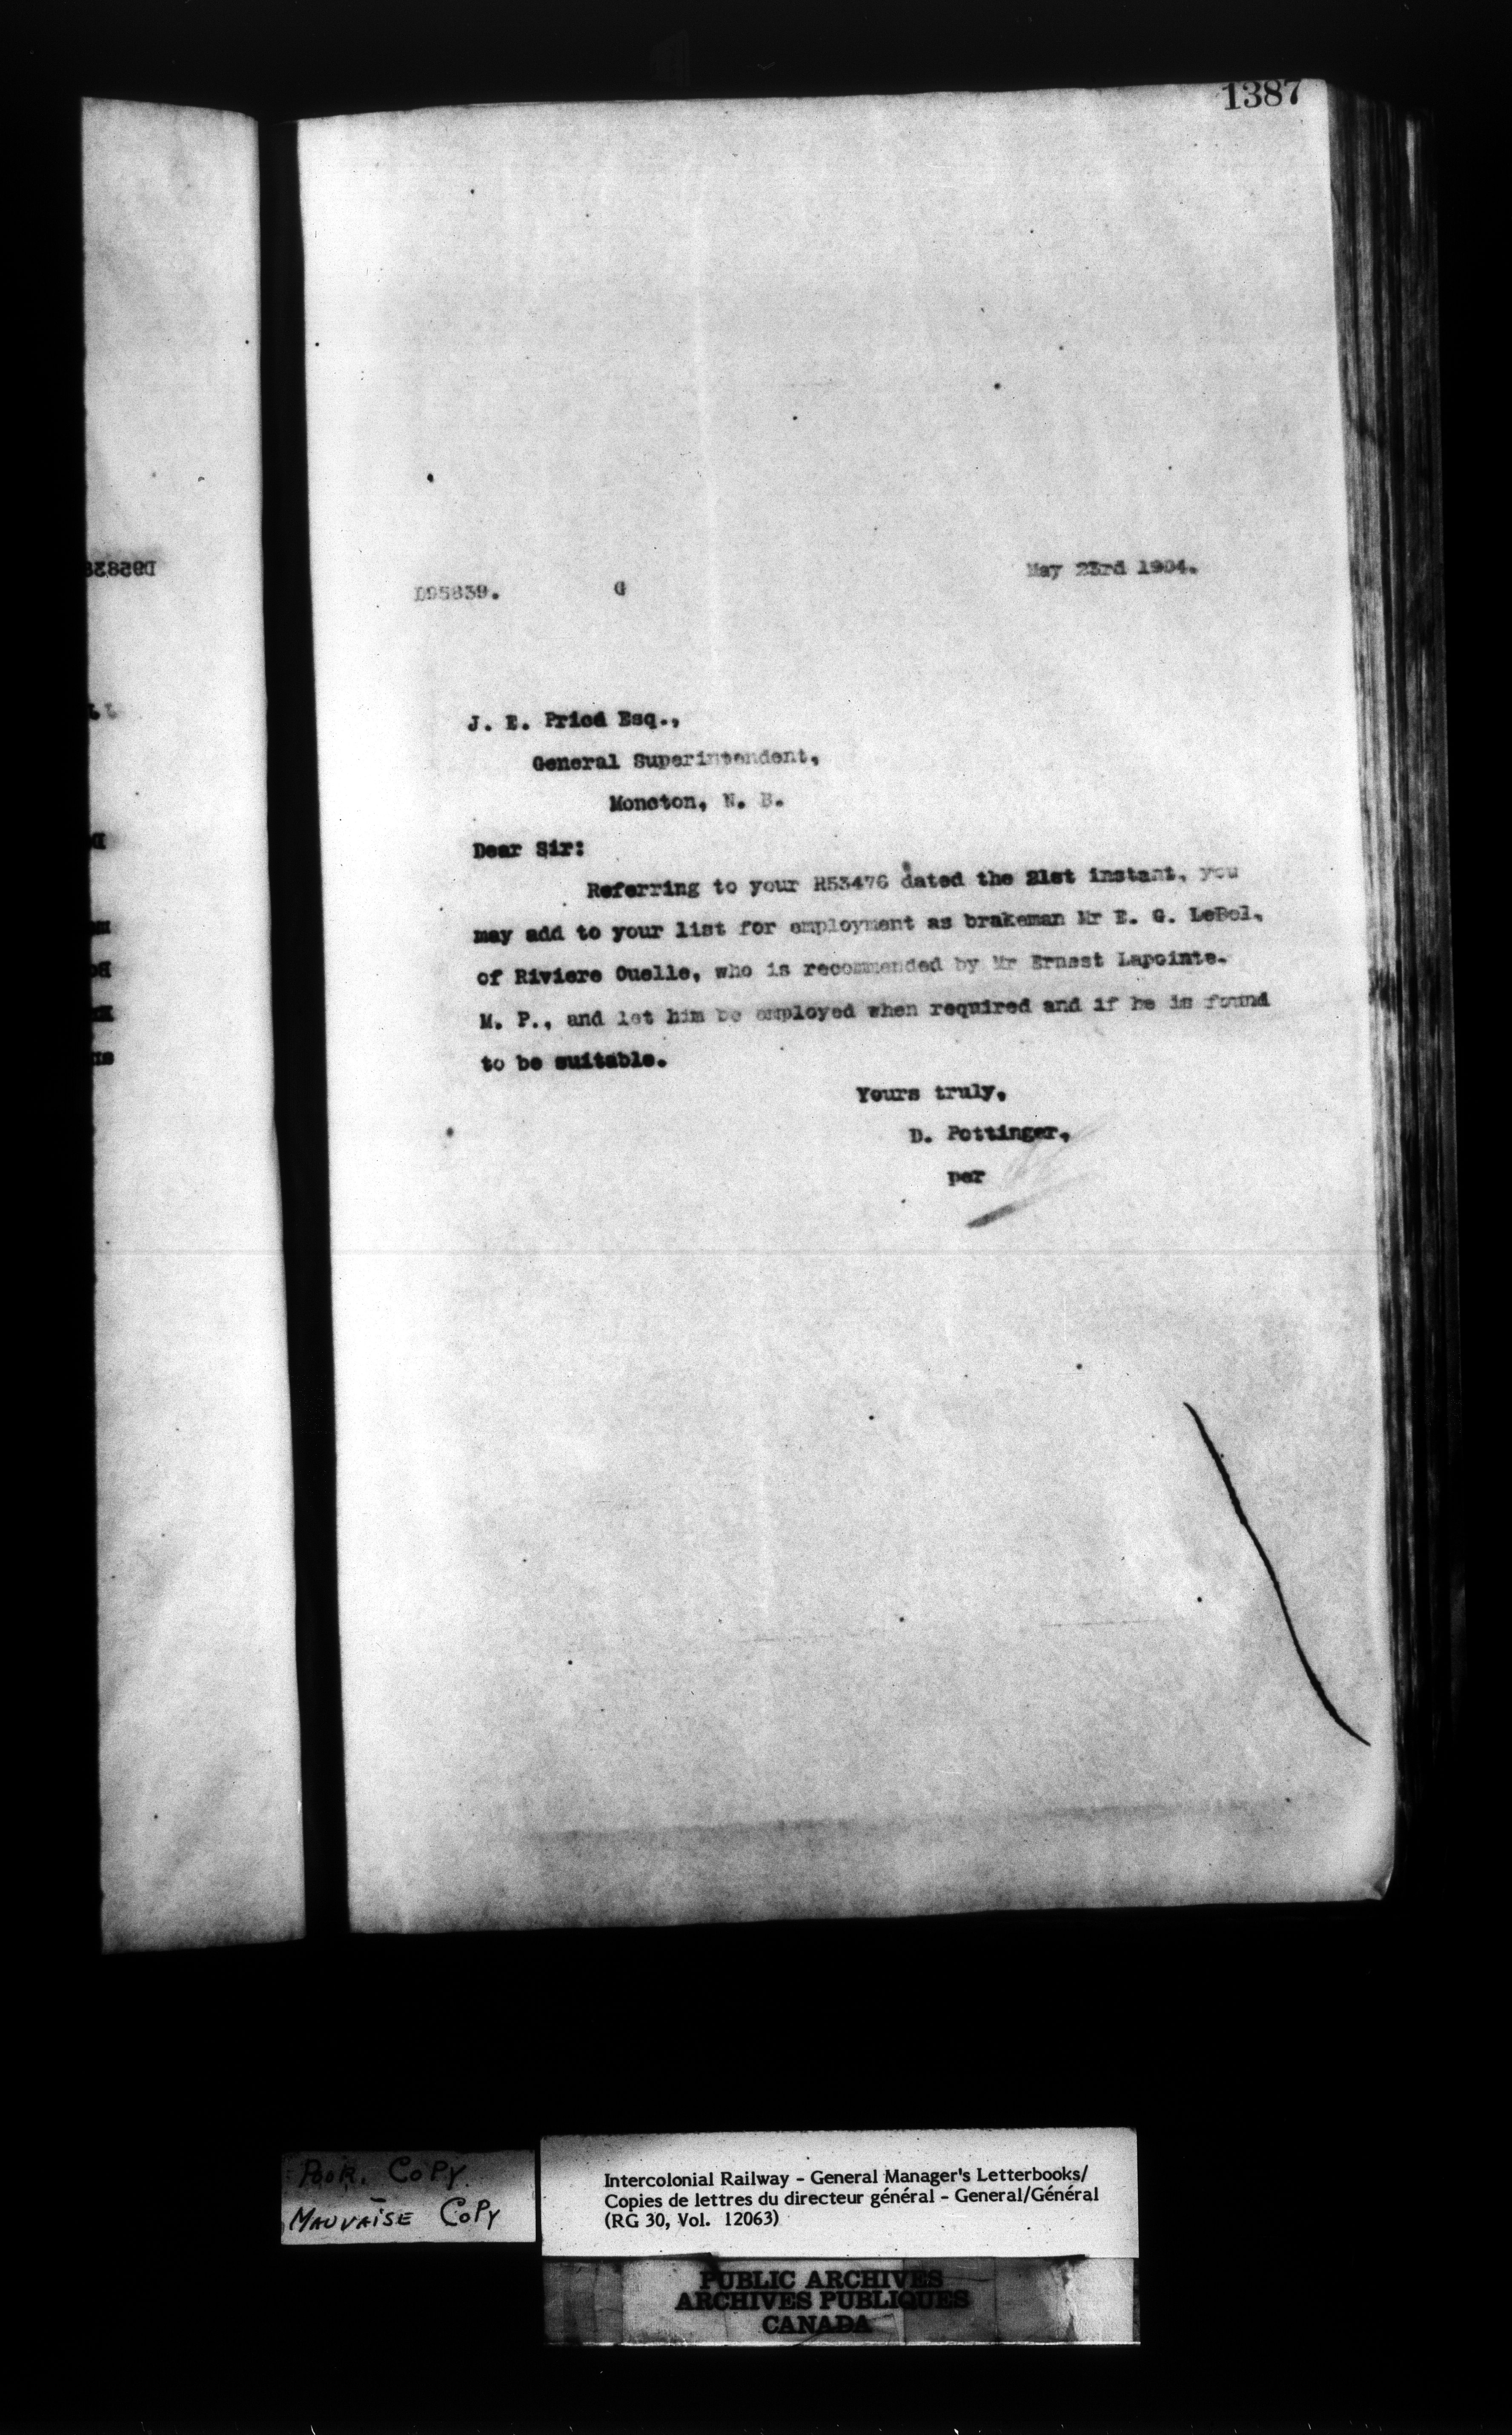 1387
May 23rd 1904.
D95839. G
J. E. Priod Esq.,
General Superintendent,
Moncton, N. B.
Dear Sir:
Referring to your R53476 dated the 21st instant, you
may add to your list for employment as brakeman Mr E. G. LeBel,
of Riviere Ouelle, who is recommended by Mr Ernest Lapointe.
M. P., and let him be employed when required and if he is found
to be suitable.
Yours truly,
D. Pottinger,
per
POOR. COPY
MAUVAISE COPY
Intercolonial Railway - General Manager's Letterbooks/
Copies de lettres du directeur général - General/Général
(RG 30, Vol. 12063)
PUBLIC ARCHIVES
ARCHIVES PUBLIQUES
CANADA